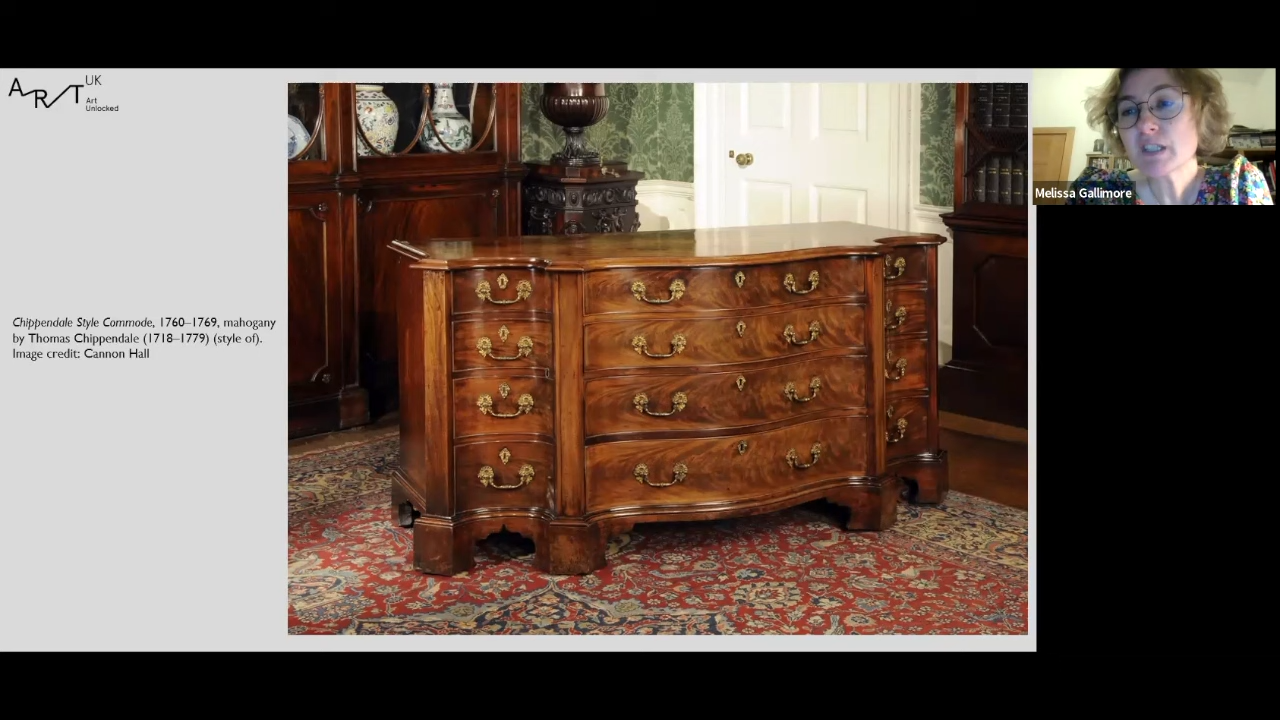 ART UK
Art
Unlocked
Chippendale Style Commode, 1760–1769, mahogany
by Thomas Chippendale (1718–1779) (style of).
Image credit: Cannon Hall
Melissa Gallimore